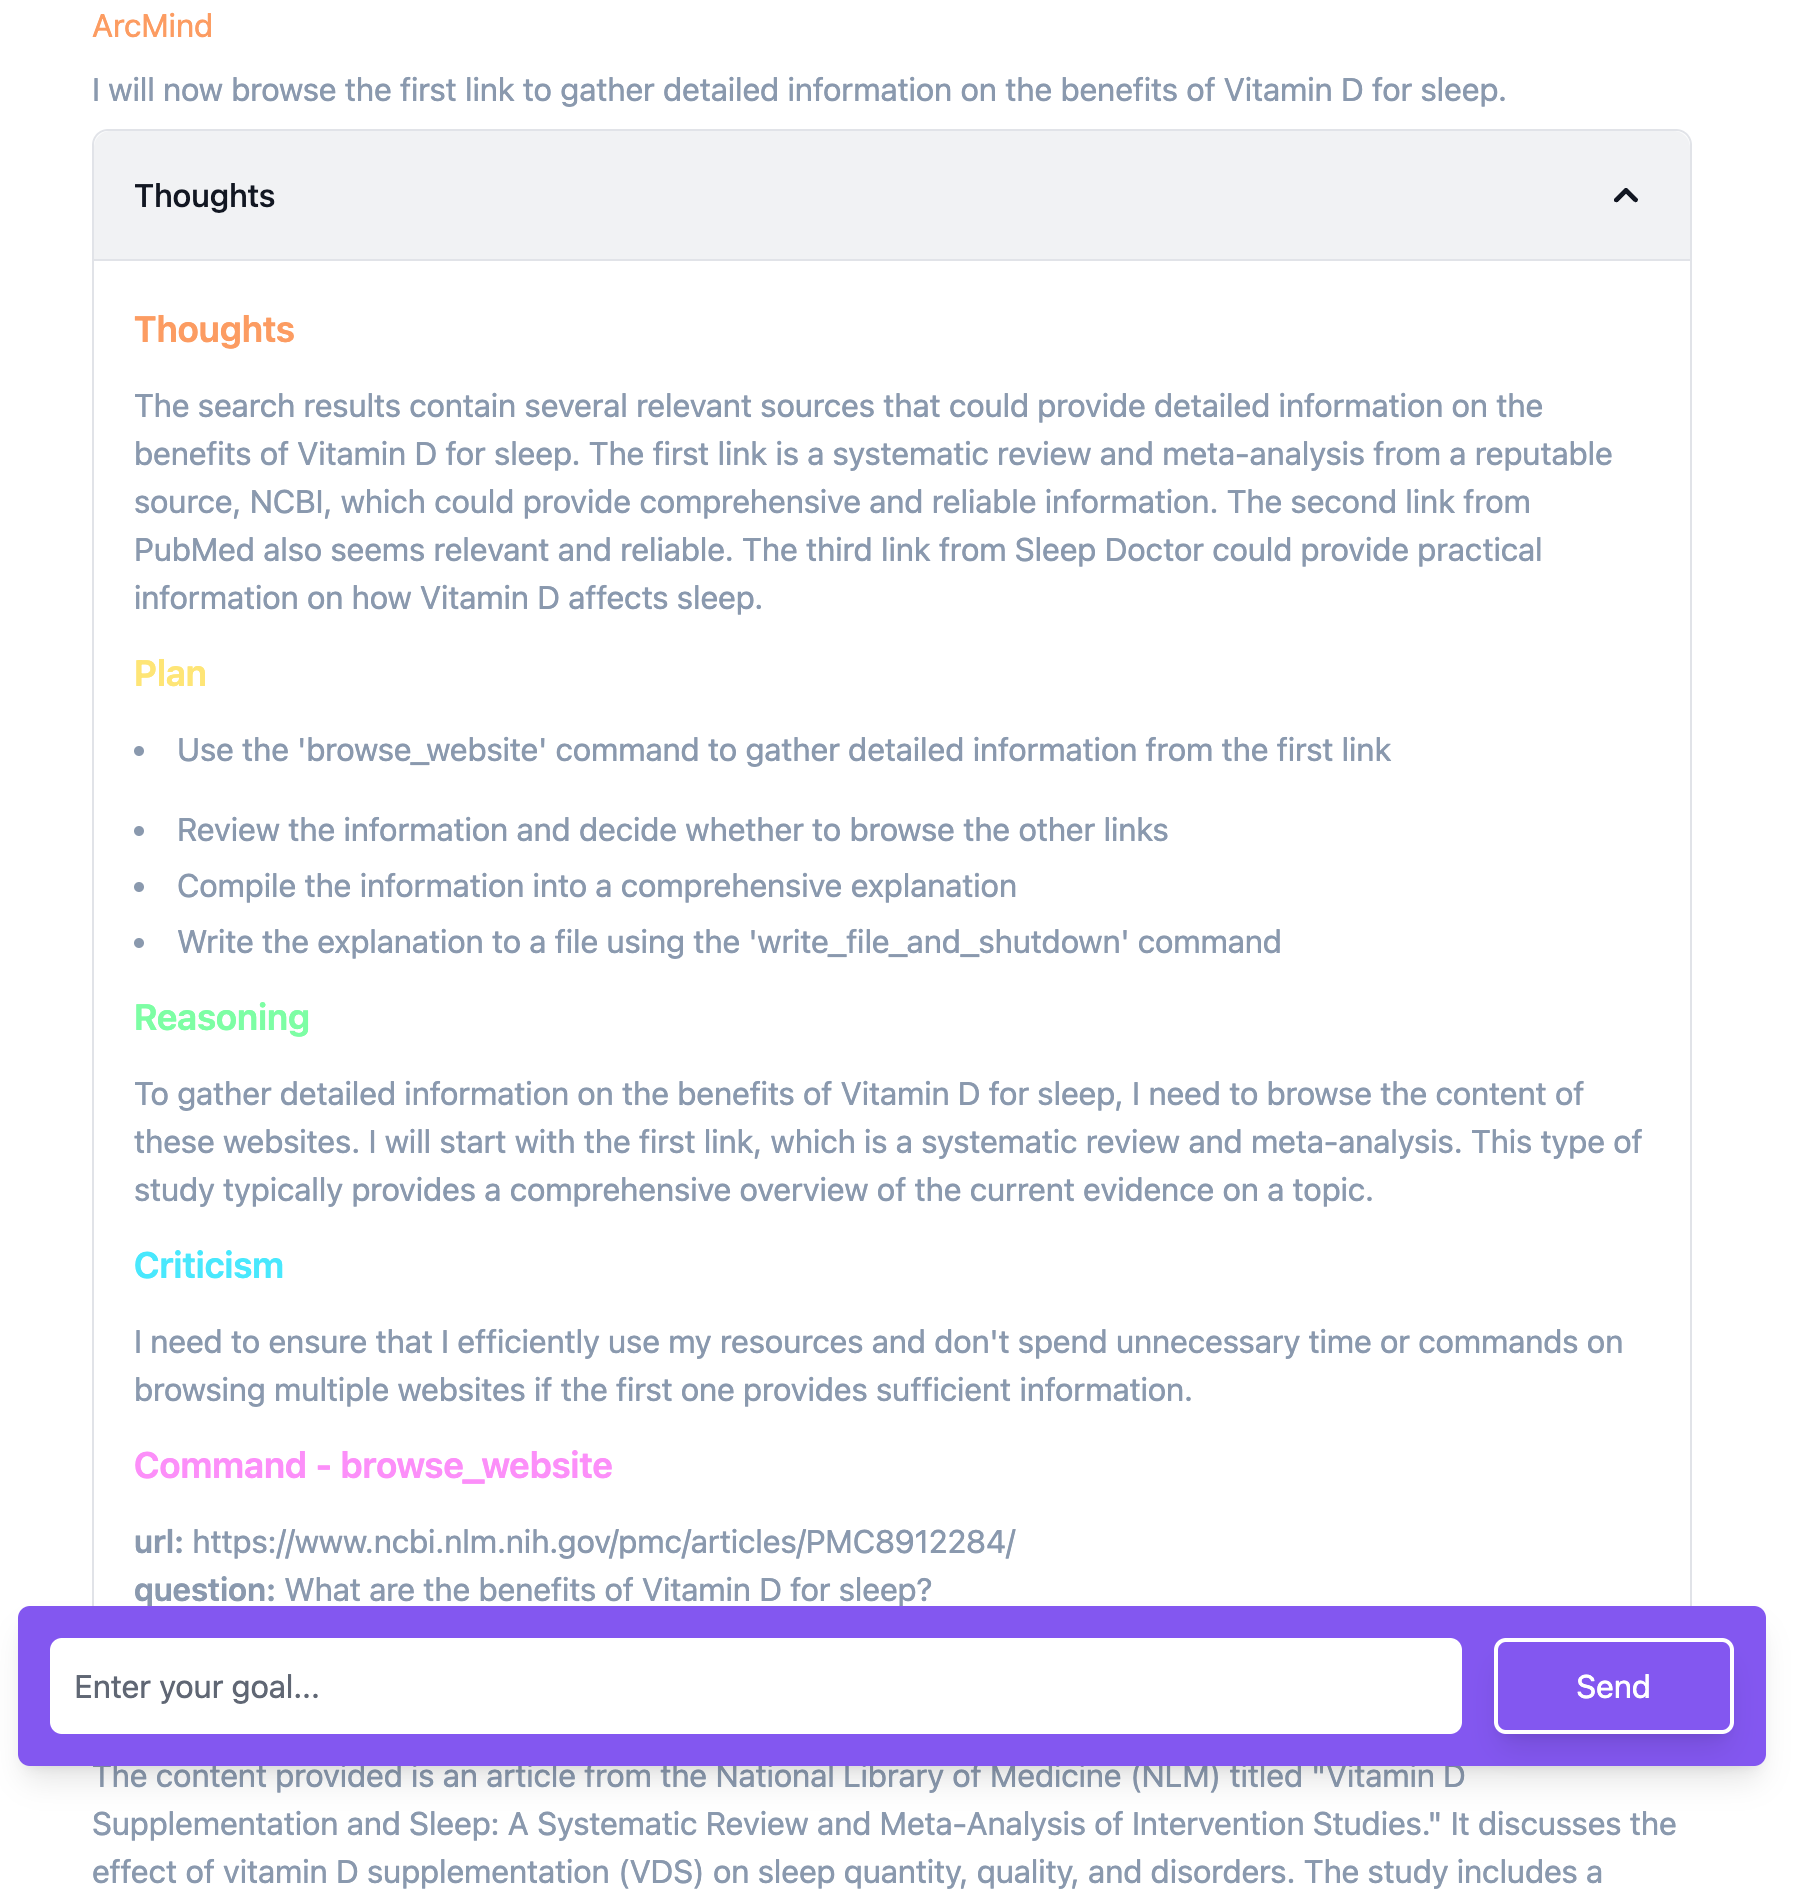 ArcMind
I will now browse the first link to gather detailed information on the benefits of Vitamin D for sleep.
Thoughts
Thoughts
The search results contain several relevant sources that could provide detailed information on the
benefits of Vitamin D for sleep. The first link is a systematic review and meta-analysis from a reputable
source, NCBI, which could provide comprehensive and reliable information. The second link from
PubMed also seems relevant and reliable. The third link from Sleep Doctor could provide practical
information on how Vitamin D affects sleep.
Plan
• Use the 'browse_website' command to gather detailed information from the first link
• Review the information and decide whether to browse the other links
• Compile the information into a comprehensive explanation
• Write the explanation to a file using the 'write_file_and_shutdown' command
Reasoning
To gather detailed information on the benefits of Vitamin D for sleep, I need to browse the content of
these websites. I will start with the first link, which is a systematic review and meta-analysis. This type of
study typically provides a comprehensive overview of the current evidence on a topic.
Criticism
I need to ensure that I efficiently use my resources and don't spend unnecessary time or commands on
browsing multiple websites if the first one provides sufficient information.
Command - browse_website
url: https://www.ncbi.nlm.nih.gov/pmc/articles/PMC8912284/
question: What are the benefits of Vitamin D for sleep?
Enter your goal...
Send
The content provided is an article from the National Library of Medicine (NLM) titled "Vitamin D
Supplementation and Sleep: A Systematic Review and Meta-Analysis of Intervention Studies." It discusses the
effect of vitamin D supplementation (VDS) on sleep quantity, quality, and disorders. The study includes a